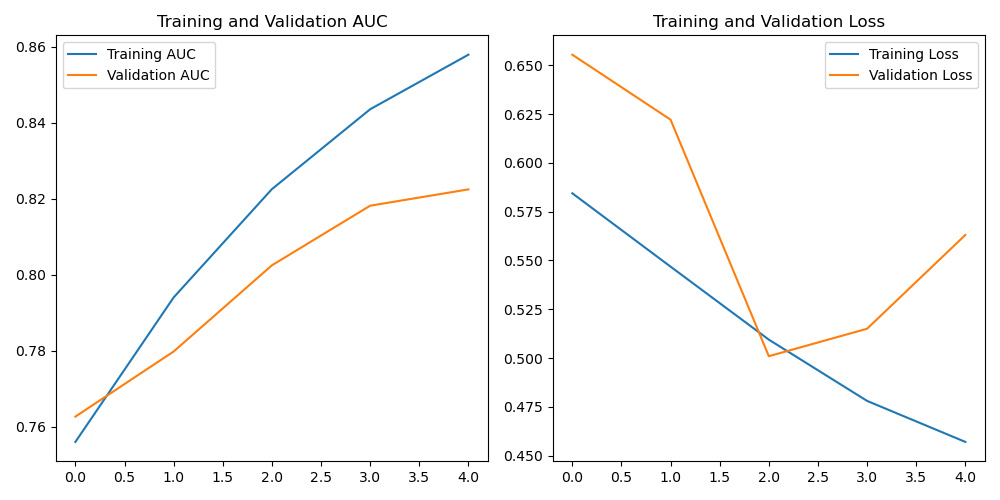 Training and Validation AUC
Training AUC
Validation AUC
0.86
0.84
0.82
0.80
0.78
0.76
0.0 0.5 1.0 1.5 2.0 2.5 3.0 3.5 4.0
Training and Validation Loss
Training Loss
Validation Loss
0.650
0.625
0.600
0.575
0.550
0.525
0.500
0.475
0.450
0.0 0.5 1.0 1.5 2.0 2.5 3.0 3.5 4.0